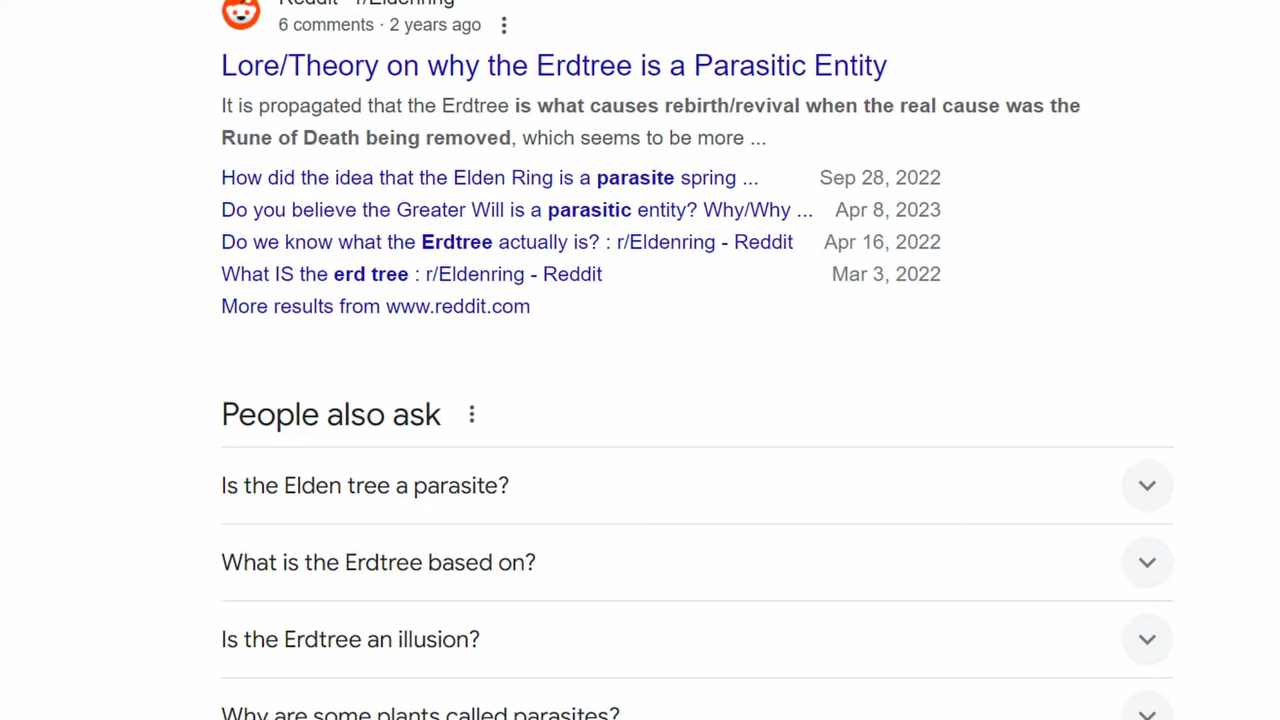 Reddit · r/Eldenring
6 comments · 2 years ago
Lore/Theory on why the Erdtree is a Parasitic Entity
It is propagated that the Erdtree is what causes rebirth/revival when the real cause was the
Rune of Death being removed, which seems to be more ...
How did the idea that the Elden Ring is a parasite spring ... Sep 28, 2022
Do you believe the Greater Will is a parasitic entity? Why/Why ... Apr 8, 2023
Do we know what the Erdtree actually is? : r/Eldenring - Reddit Apr 16, 2022
What IS the erd tree : r/Eldenring - Reddit Mar 3, 2022
More results from www.reddit.com
People also ask
Is the Elden tree a parasite?
What is the Erdtree based on?
Is the Erdtree an illusion?
Why are some plants called parasites?